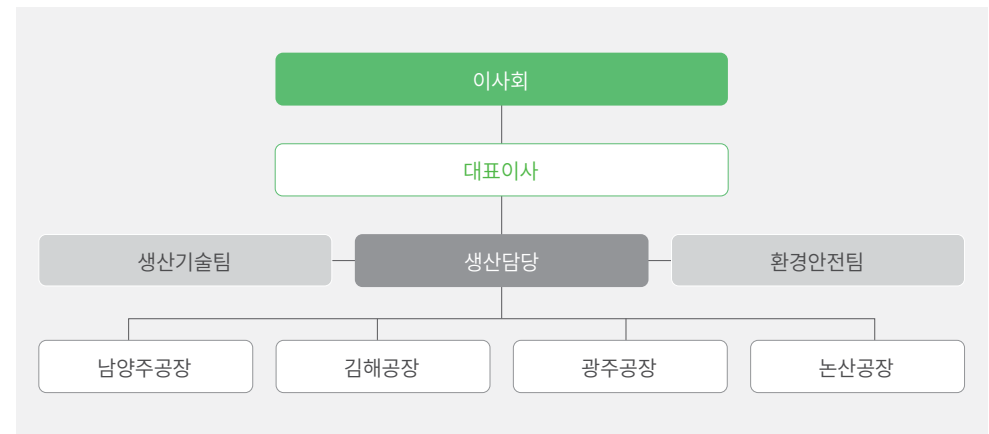 이사회
대표이사
생산기술팀
생산담당
환경안전팀
남양주공장
김해공장
광주공장
논산공장